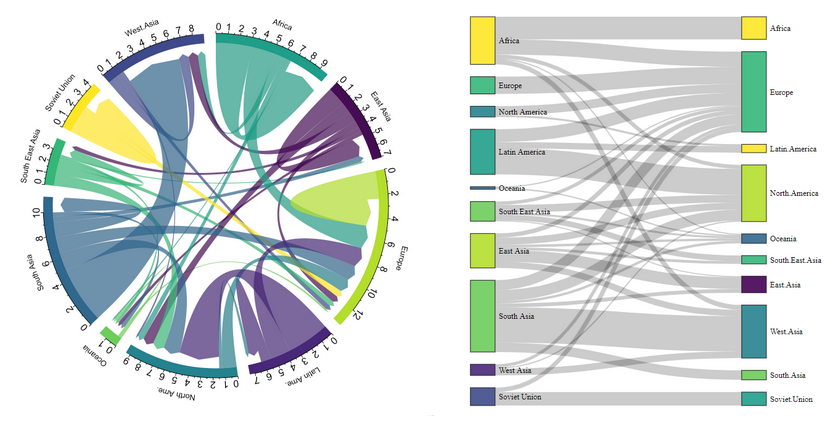 West.Asia
0 1 2 3 4 5 6 7 8
Africa
0 1 2 3 4 5 6 7 8 9
East Asia
0 1 2 3 4 5 6 7
Europe
0 2 4 6 8 10 12
Latin Ame.
0 1 2 3 4 5 6 7
North Ame.
0 1 2 3 4 5 6 7 8 9
Oceania
0 1
South Asia
0 2 4 6 8 10
South East Asia
0 1 2 3
Soviet Union
0 1 2 3 4
Africa
Europe
North America
Latin America
Oceania
South East Asia
East Asia
South Asia
West Asia
Soviet Union
Africa
Europe
Latin.America
North.America
Oceania
South.East.Asia
East.Asia
West.Asia
South.Asia
Soviet.Union